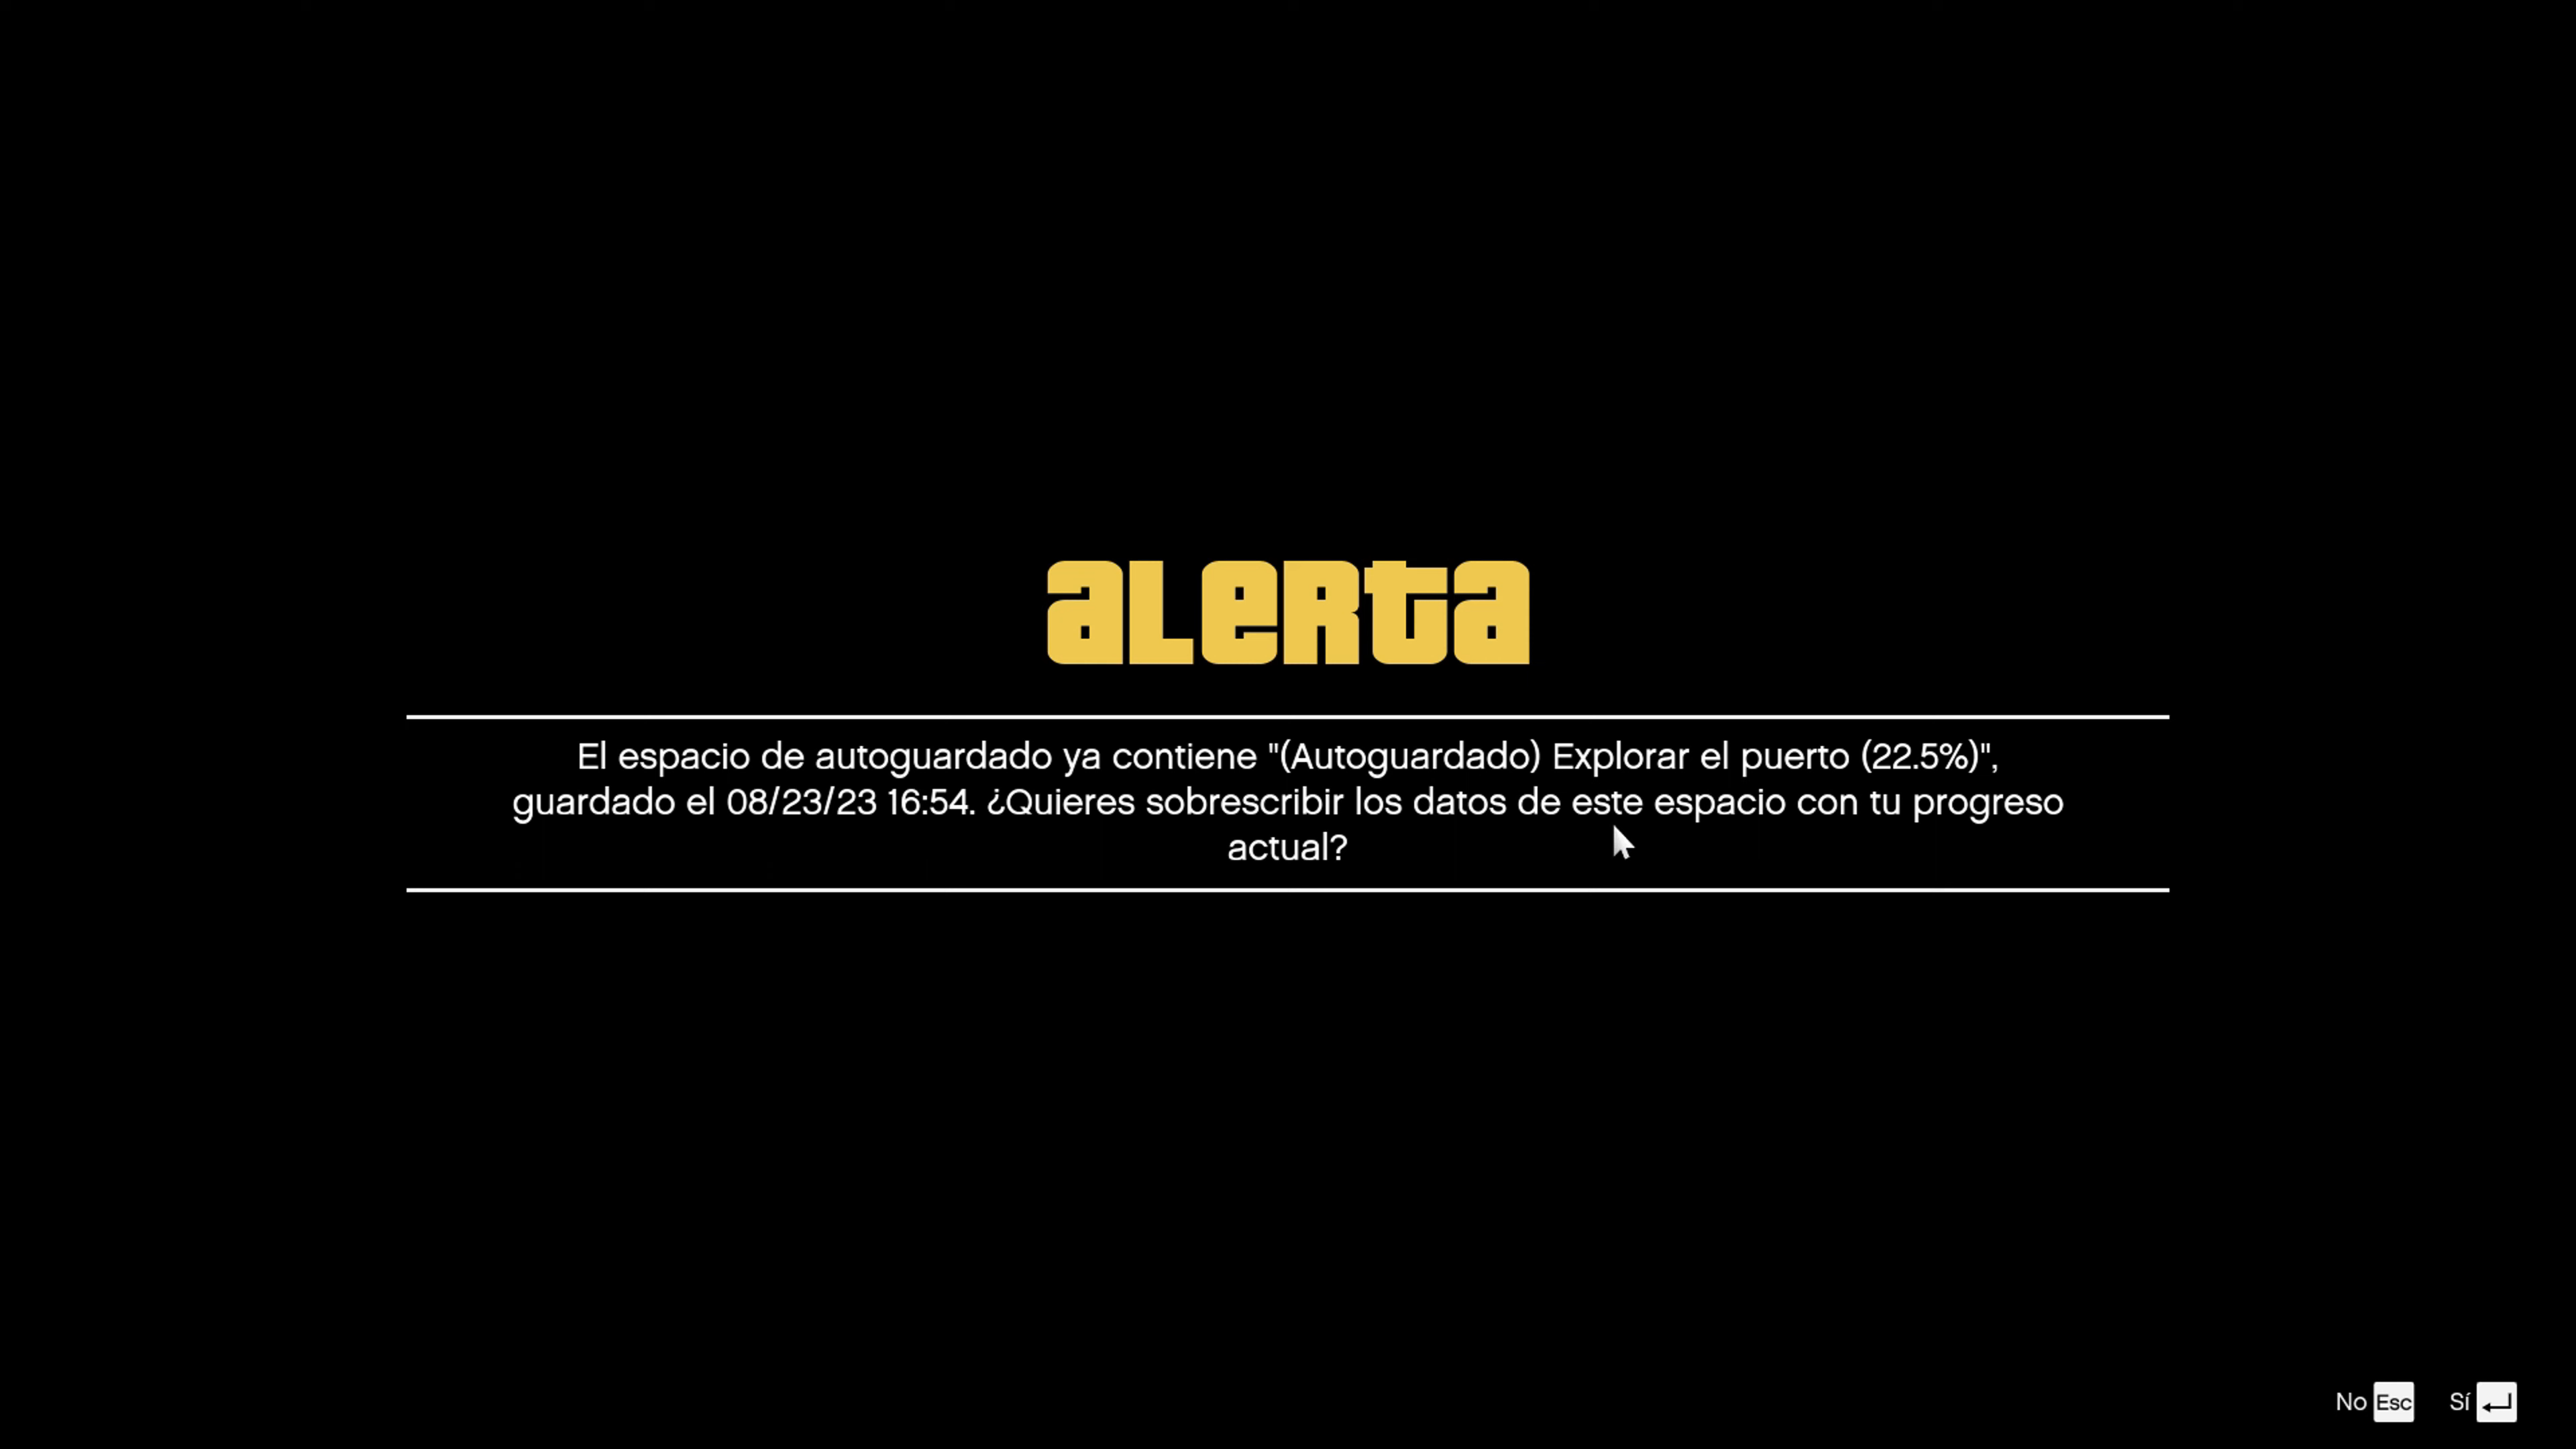 aLeRta
El espacio de autoguardado ya contiene "(Autoguardado) Explorar el puerto (22.5%)",
guardado el 08/23/23 16:54. ¿Quieres sobrescribir los datos de este espacio con tu progreso
actual?
No Esc Sí